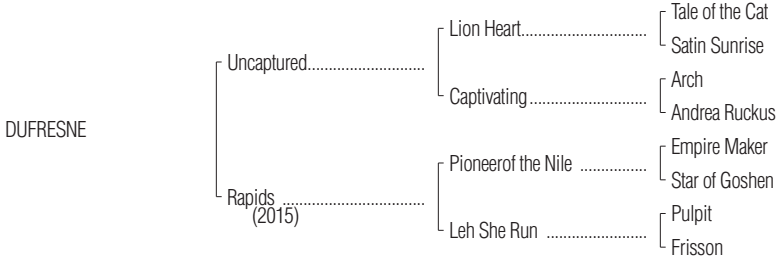 Tale of the Cat
Lion Heart
Satin Sunrise
Uncaptured
Arch
Captivating
Andrea Ruckus
DUFRESNE
Empire Maker
Pioneerof the Nile
Star of Goshen
Rapids
(2015)
Pulpit
Leh She Run
Frisson